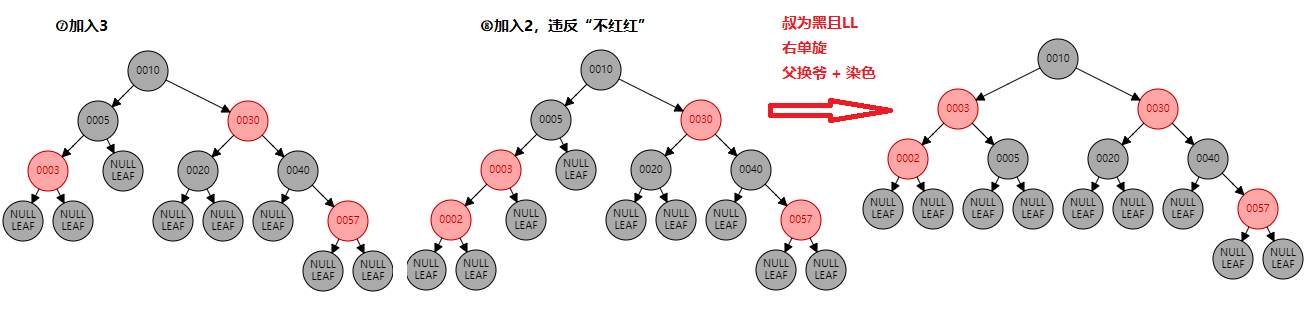 ⑦加入3
0010
0005
0030
0003
NULL
LEAF
0020
0040
NULL
LEAF
NULL
LEAF
NULL
LEAF
NULL
LEAF
NULL
LEAF
0057
NULL
LEAF
NULL
LEAF
⑧加入2，违反“不红红”
0010
0005
0030
0003
NULL
LEAF
0020
0040
0002
NULL
LEAF
NULL
LEAF
NULL
LEAF
NULL
LEAF
0057
NULL
LEAF
NULL
LEAF
NULL
LEAF
NULL
LEAF
叔为黑且LL
右单旋
父换爷 + 染色
0010
0003
0030
0002
0005
0020
0040
NULL
LEAF
NULL
LEAF
NULL
LEAF
NULL
LEAF
NULL
LEAF
NULL
LEAF
NULL
LEAF
0057
NULL
LEAF
NULL
LEAF